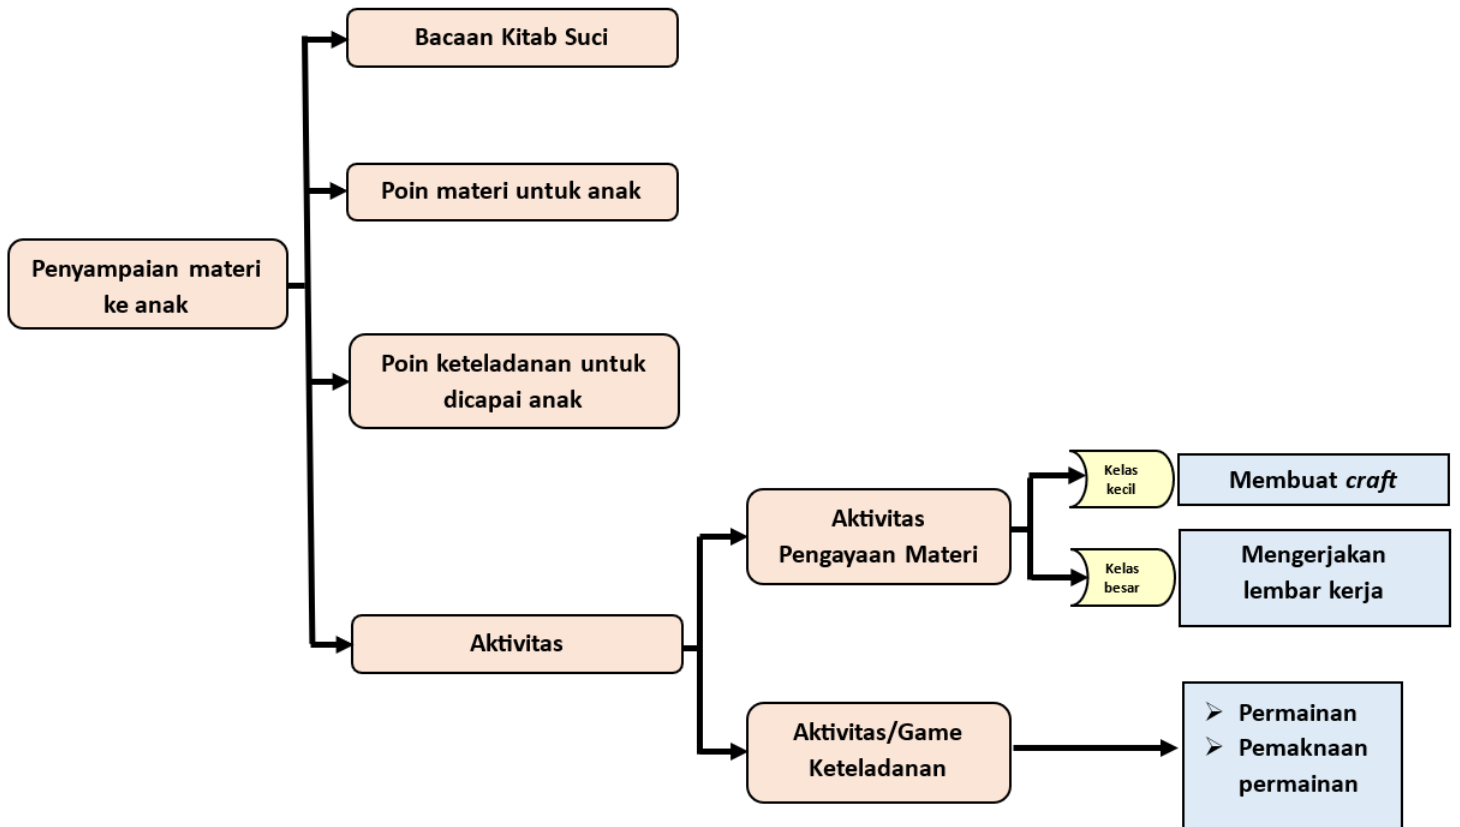 Bacaan Kitab Suci
Poin materi untuk anak
Penyampaian materi
ke anak
Poin keteladanan untuk
dicapai anak
Aktivitas
Aktivitas
Pengayaan Materi
Kelas
kecil
Membuat craft
Kelas
besar
Mengerjakan
lembar kerja
Aktivitas/Game
Keteladanan
➢ Permainan
➢ Pemaknaan
permainan